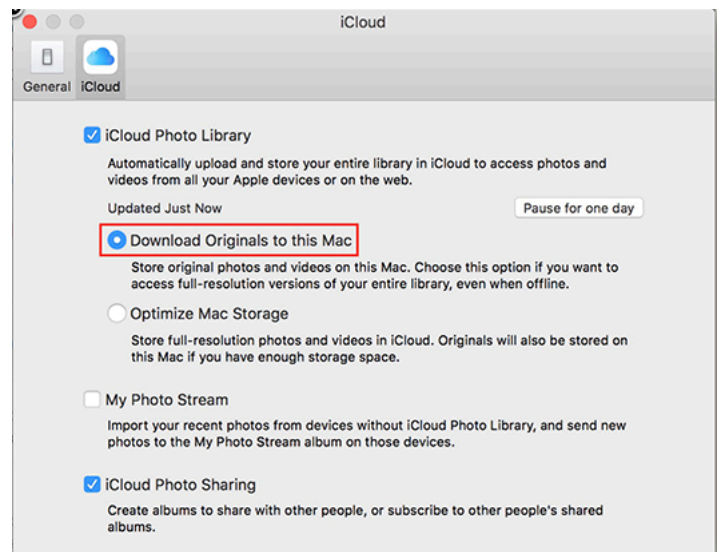 iCloud
General iCloud
iCloud Photo Library
Automatically upload and store your entire library in iCloud to access photos and
videos from all your Apple devices or on the web.
Updated Just Now Pause for one day
Download Originals to this Mac
Store original photos and videos on this Mac. Choose this option if you want to
access full-resolution versions of your entire library, even when offline.
Optimize Mac Storage
Store full-resolution photos and videos in iCloud. Originals will also be stored on
this Mac if you have enough storage space.
My Photo Stream
Import your recent photos from devices without iCloud Photo Library, and send new
photos to the My Photo Stream album on those devices.
iCloud Photo Sharing
Create albums to share with other people, or subscribe to other people's shared
albums.